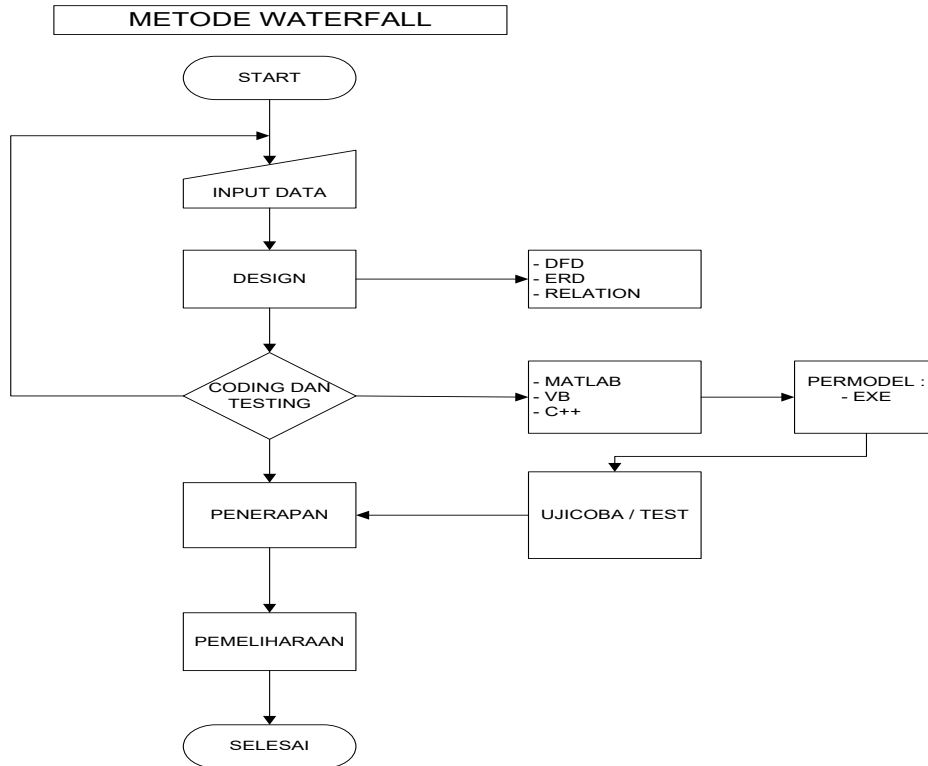 METODE WATERFALL
START
INPUT DATA
DESIGN
- DFD
- ERD
- RELATION
CODING DAN
TESTING
- MATLAB
- VB
- C++
PERMODEL :
- EXE
PENERAPAN
UJICOBA / TEST
PEMELIHARAAN
SELESAI